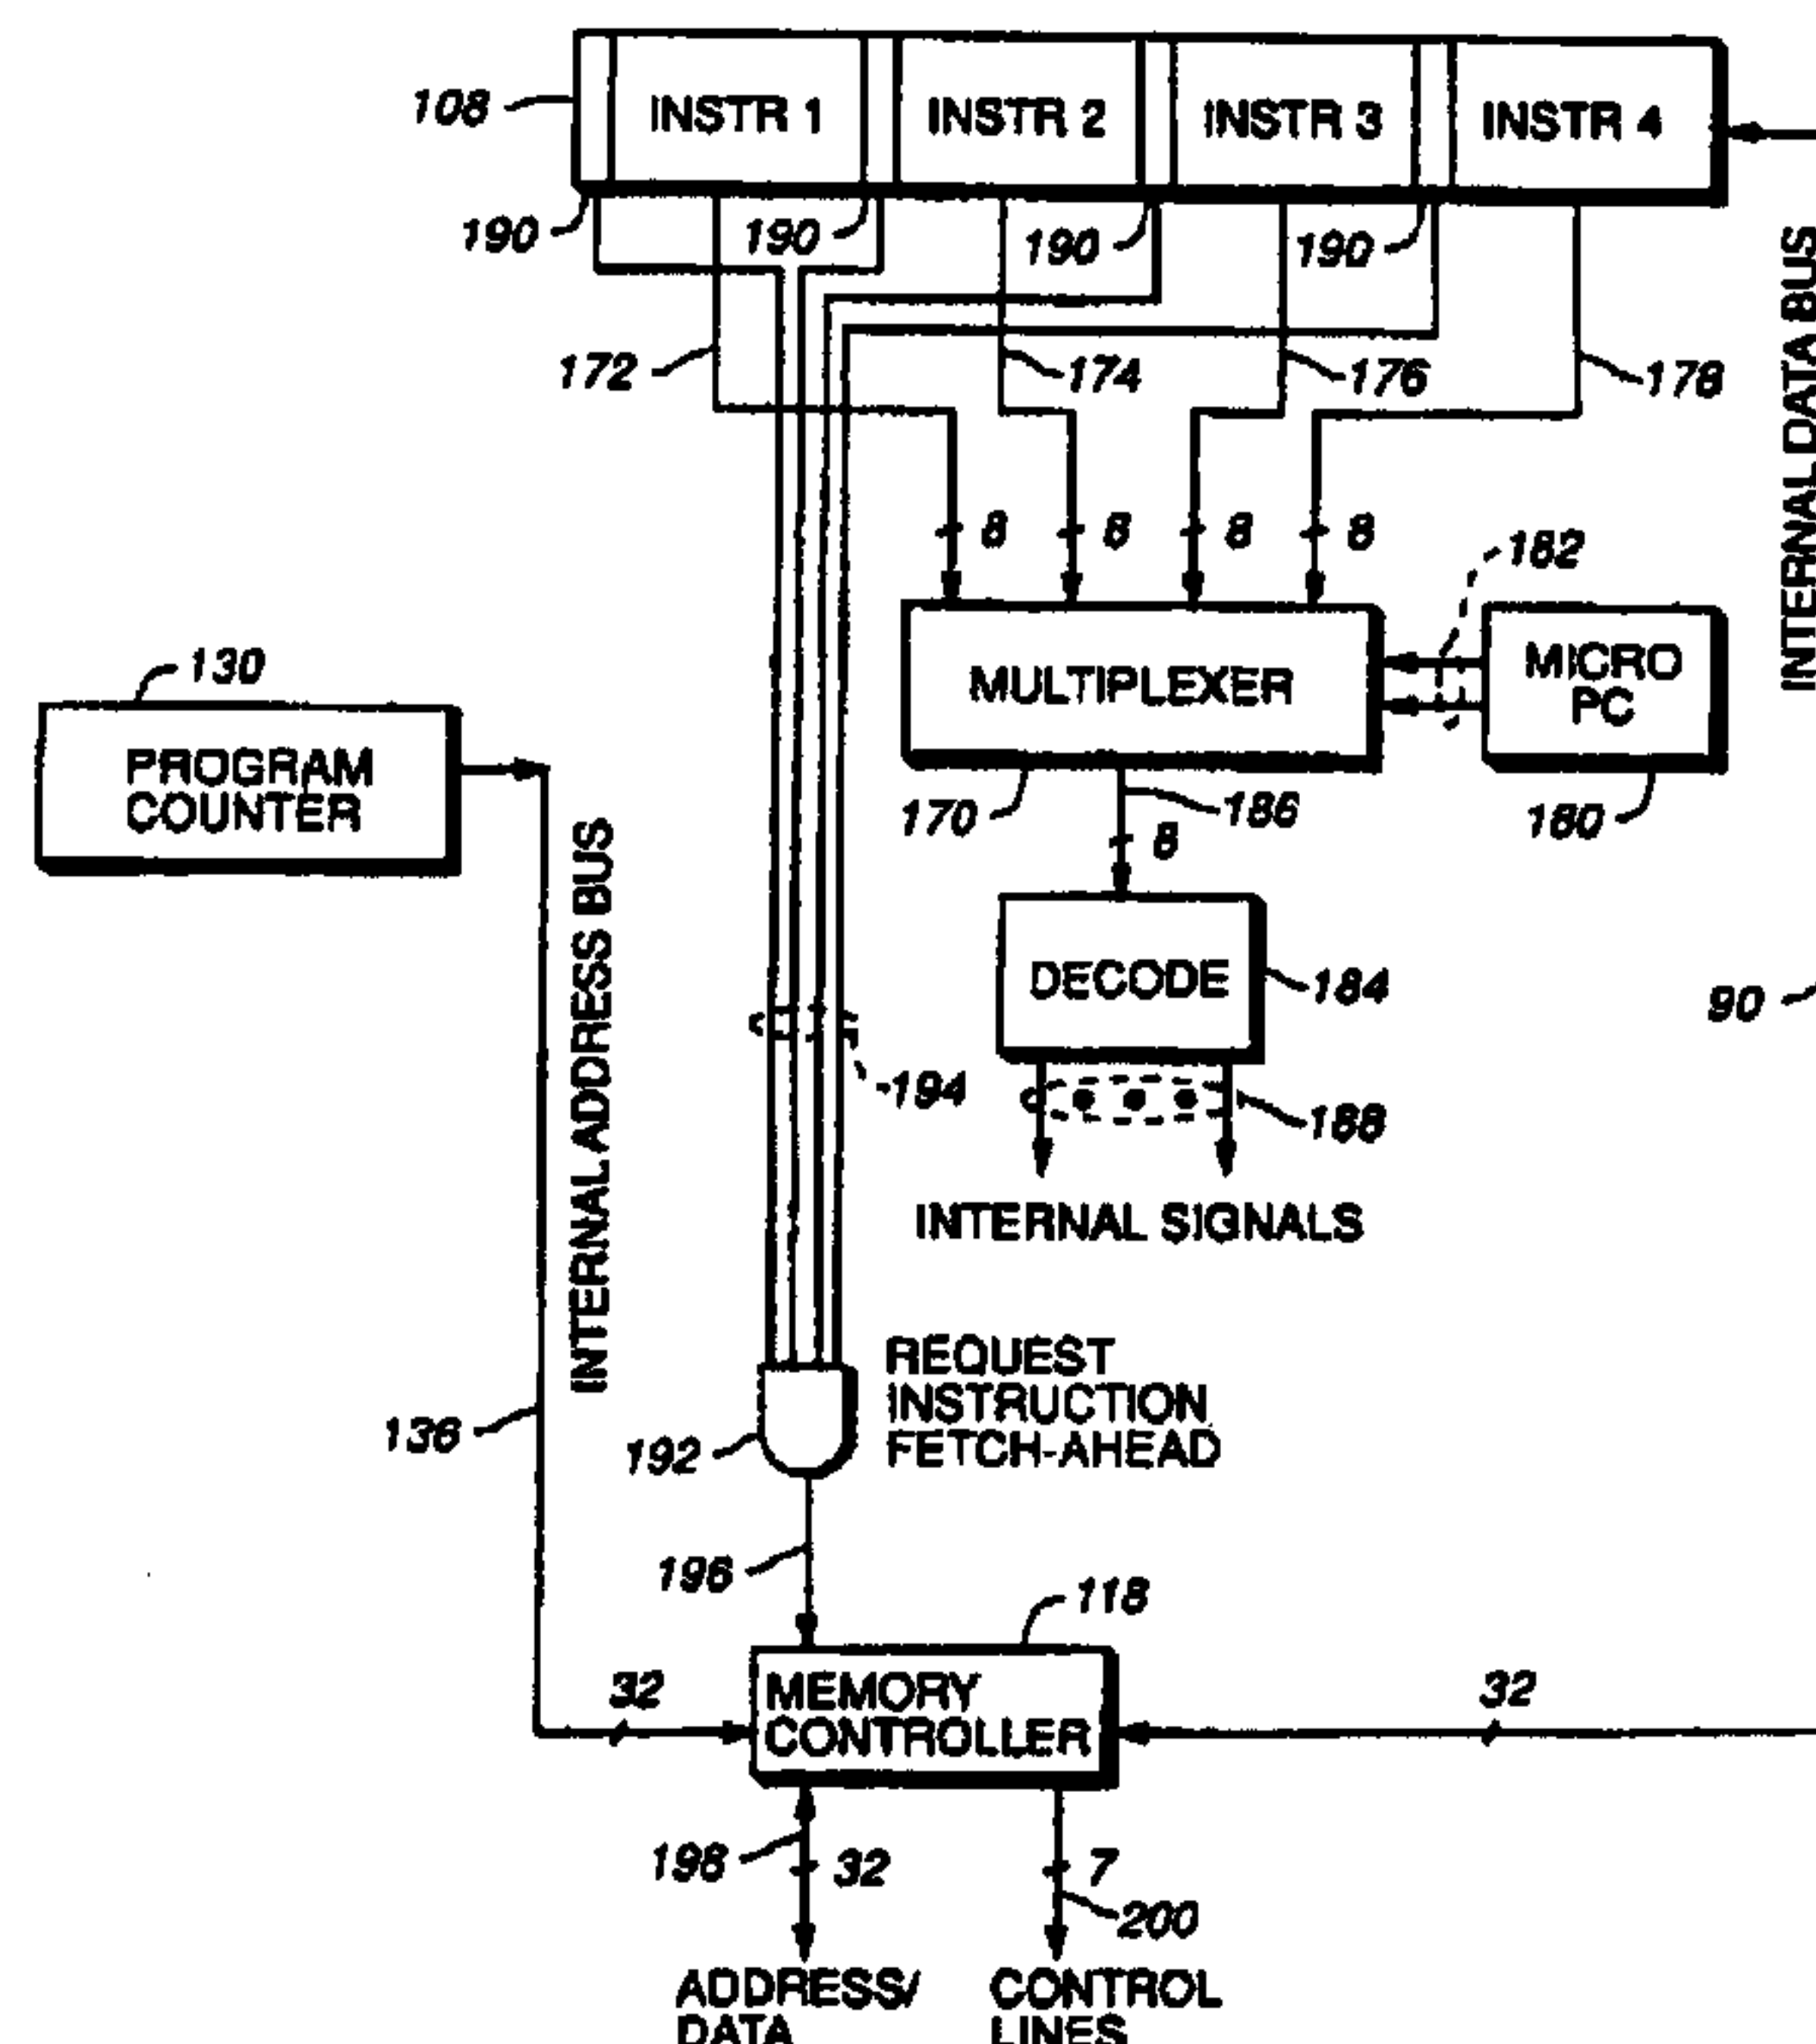 108
INSTR 1
INSTR 2
INSTR 3
INSTR 4
190
190
190
190
172
174
176
178
INTERNAL DATA BUS
8
8
8
8
182
130
MULTIPLEXER
MICRO
PC
PROGRAM
COUNTER
170
186
180
8
INTERNAL ADDRESS BUS
DECODE
184
90
194
188
INTERNAL SIGNALS
REQUEST
INSTRUCTION
FETCH-AHEAD
136
192
196
118
32
MEMORY
CONTROLLER
32
198
32
7
200
ADDRESS/
DATA
CONTROL
LINES